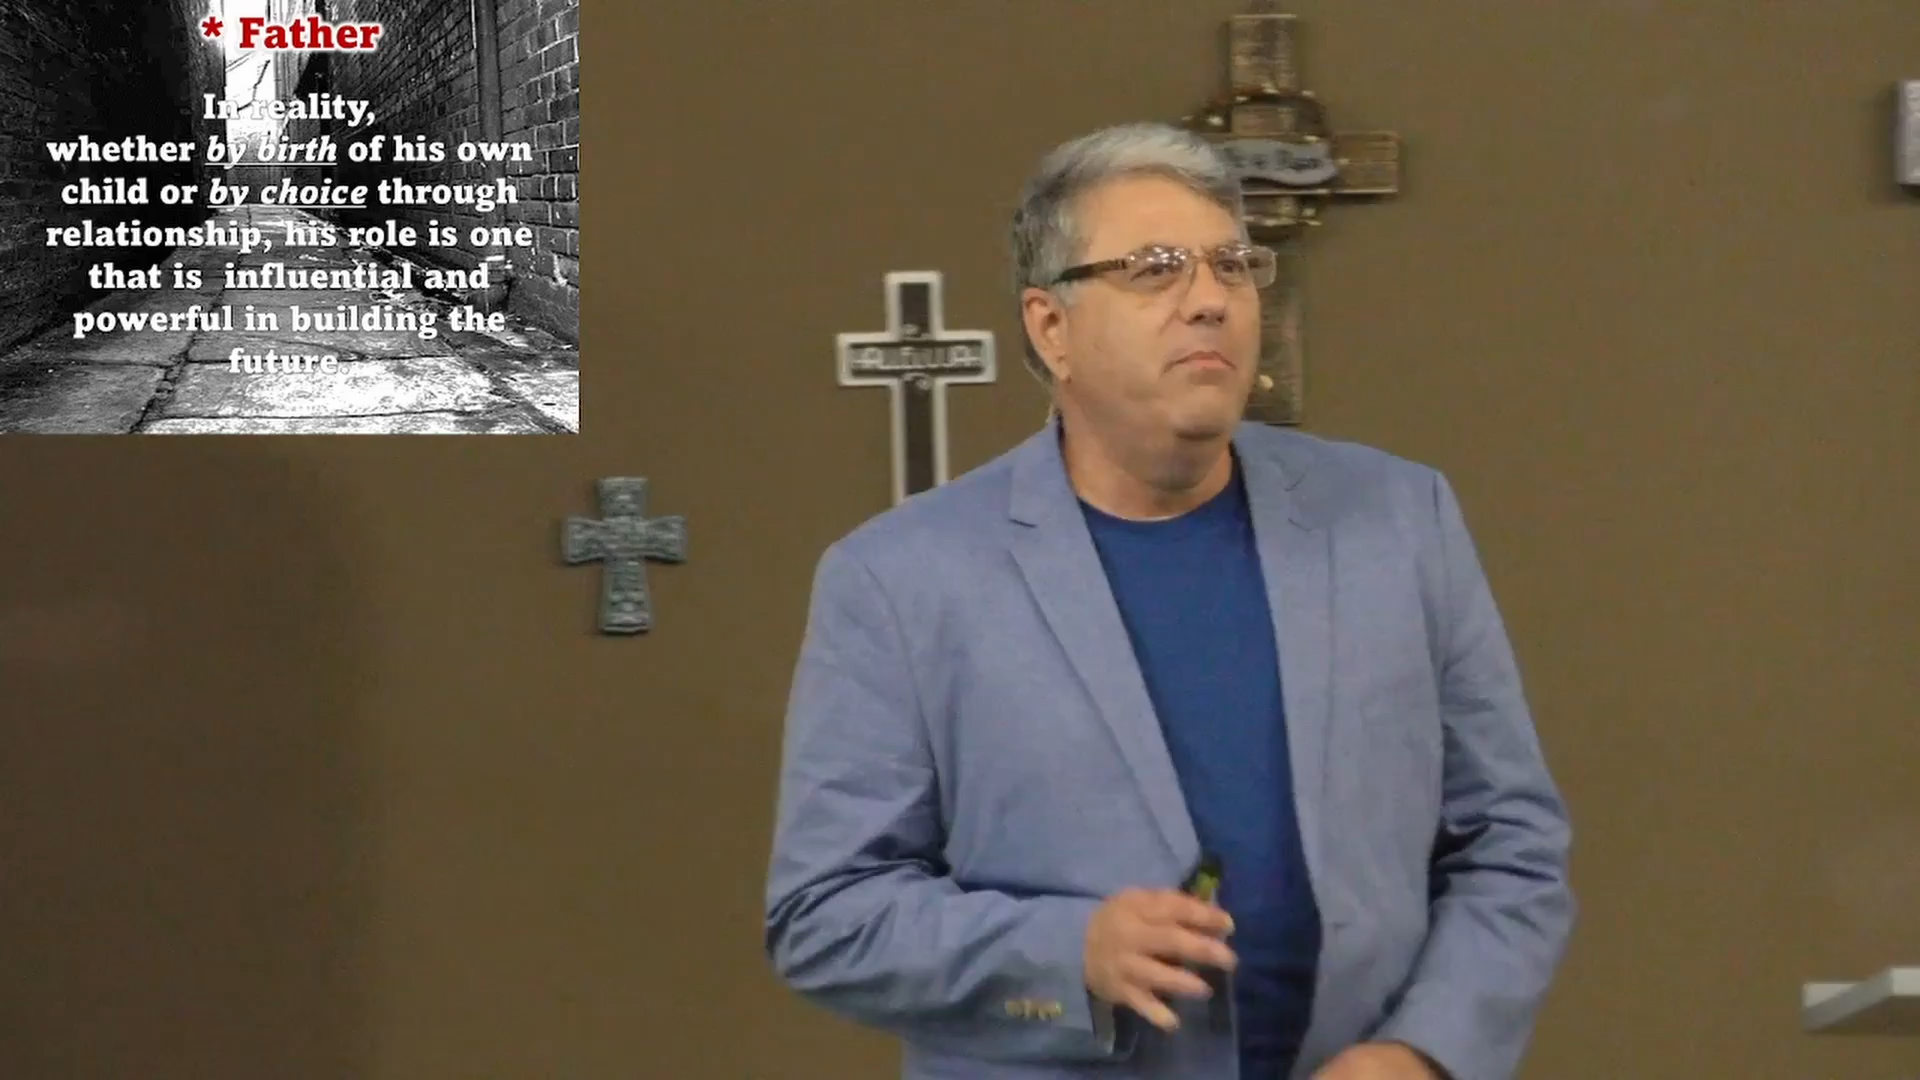 * Father
In reality,
whether by birth of his own
child or by choice through
relationship, his role is one
that is influential and
powerful in building the
future.
HALLELUJAH